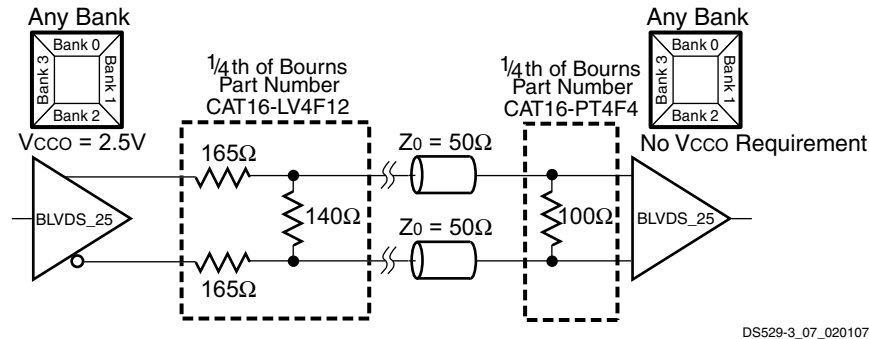 Any Bank
Bank 0
Bank 3
Bank 1
Bank 2
VCCO = 2.5V
1/4th of Bourns
Part Number
CAT16-LV4F12
1/4th of Bourns
Part Number
CAT16-PT4F4
Any Bank
Bank 0
Bank 3
Bank 1
Bank 2
No VCCO Requirement
165Ω
Z0 = 50Ω
BLVDS_25
140Ω
100Ω
BLVDS_25
Z0 = 50Ω
165Ω
DS529-3_07_020107